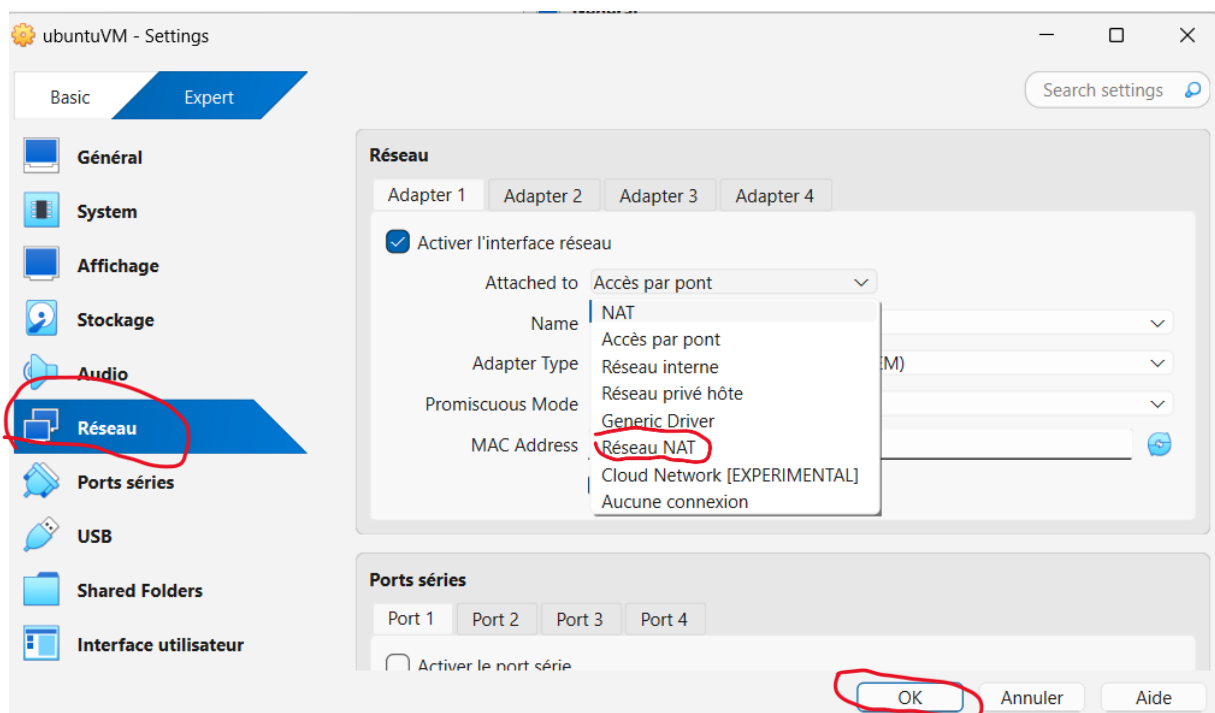 ubuntuVM - Settings
Basic Expert
Search settings
Général
System
Affichage
Stockage
Audio
Réseau
Ports séries
USB
Shared Folders
Interface utilisateur
Réseau
Adapter 1 Adapter 2 Adapter 3 Adapter 4
Activer l'interface réseau
Attached to Accès par pont
NAT
Name
Accès par pont
Adapter Type Réseau interne
Réseau privé hôte
Promiscuous Mode
Generic Driver
MAC Address Réseau NAT
Cloud Network [EXPERIMENTAL]
Aucune connexion
Ports séries
Port 1 Port 2 Port 3 Port 4
Activer le port série
OK Annuler Aide